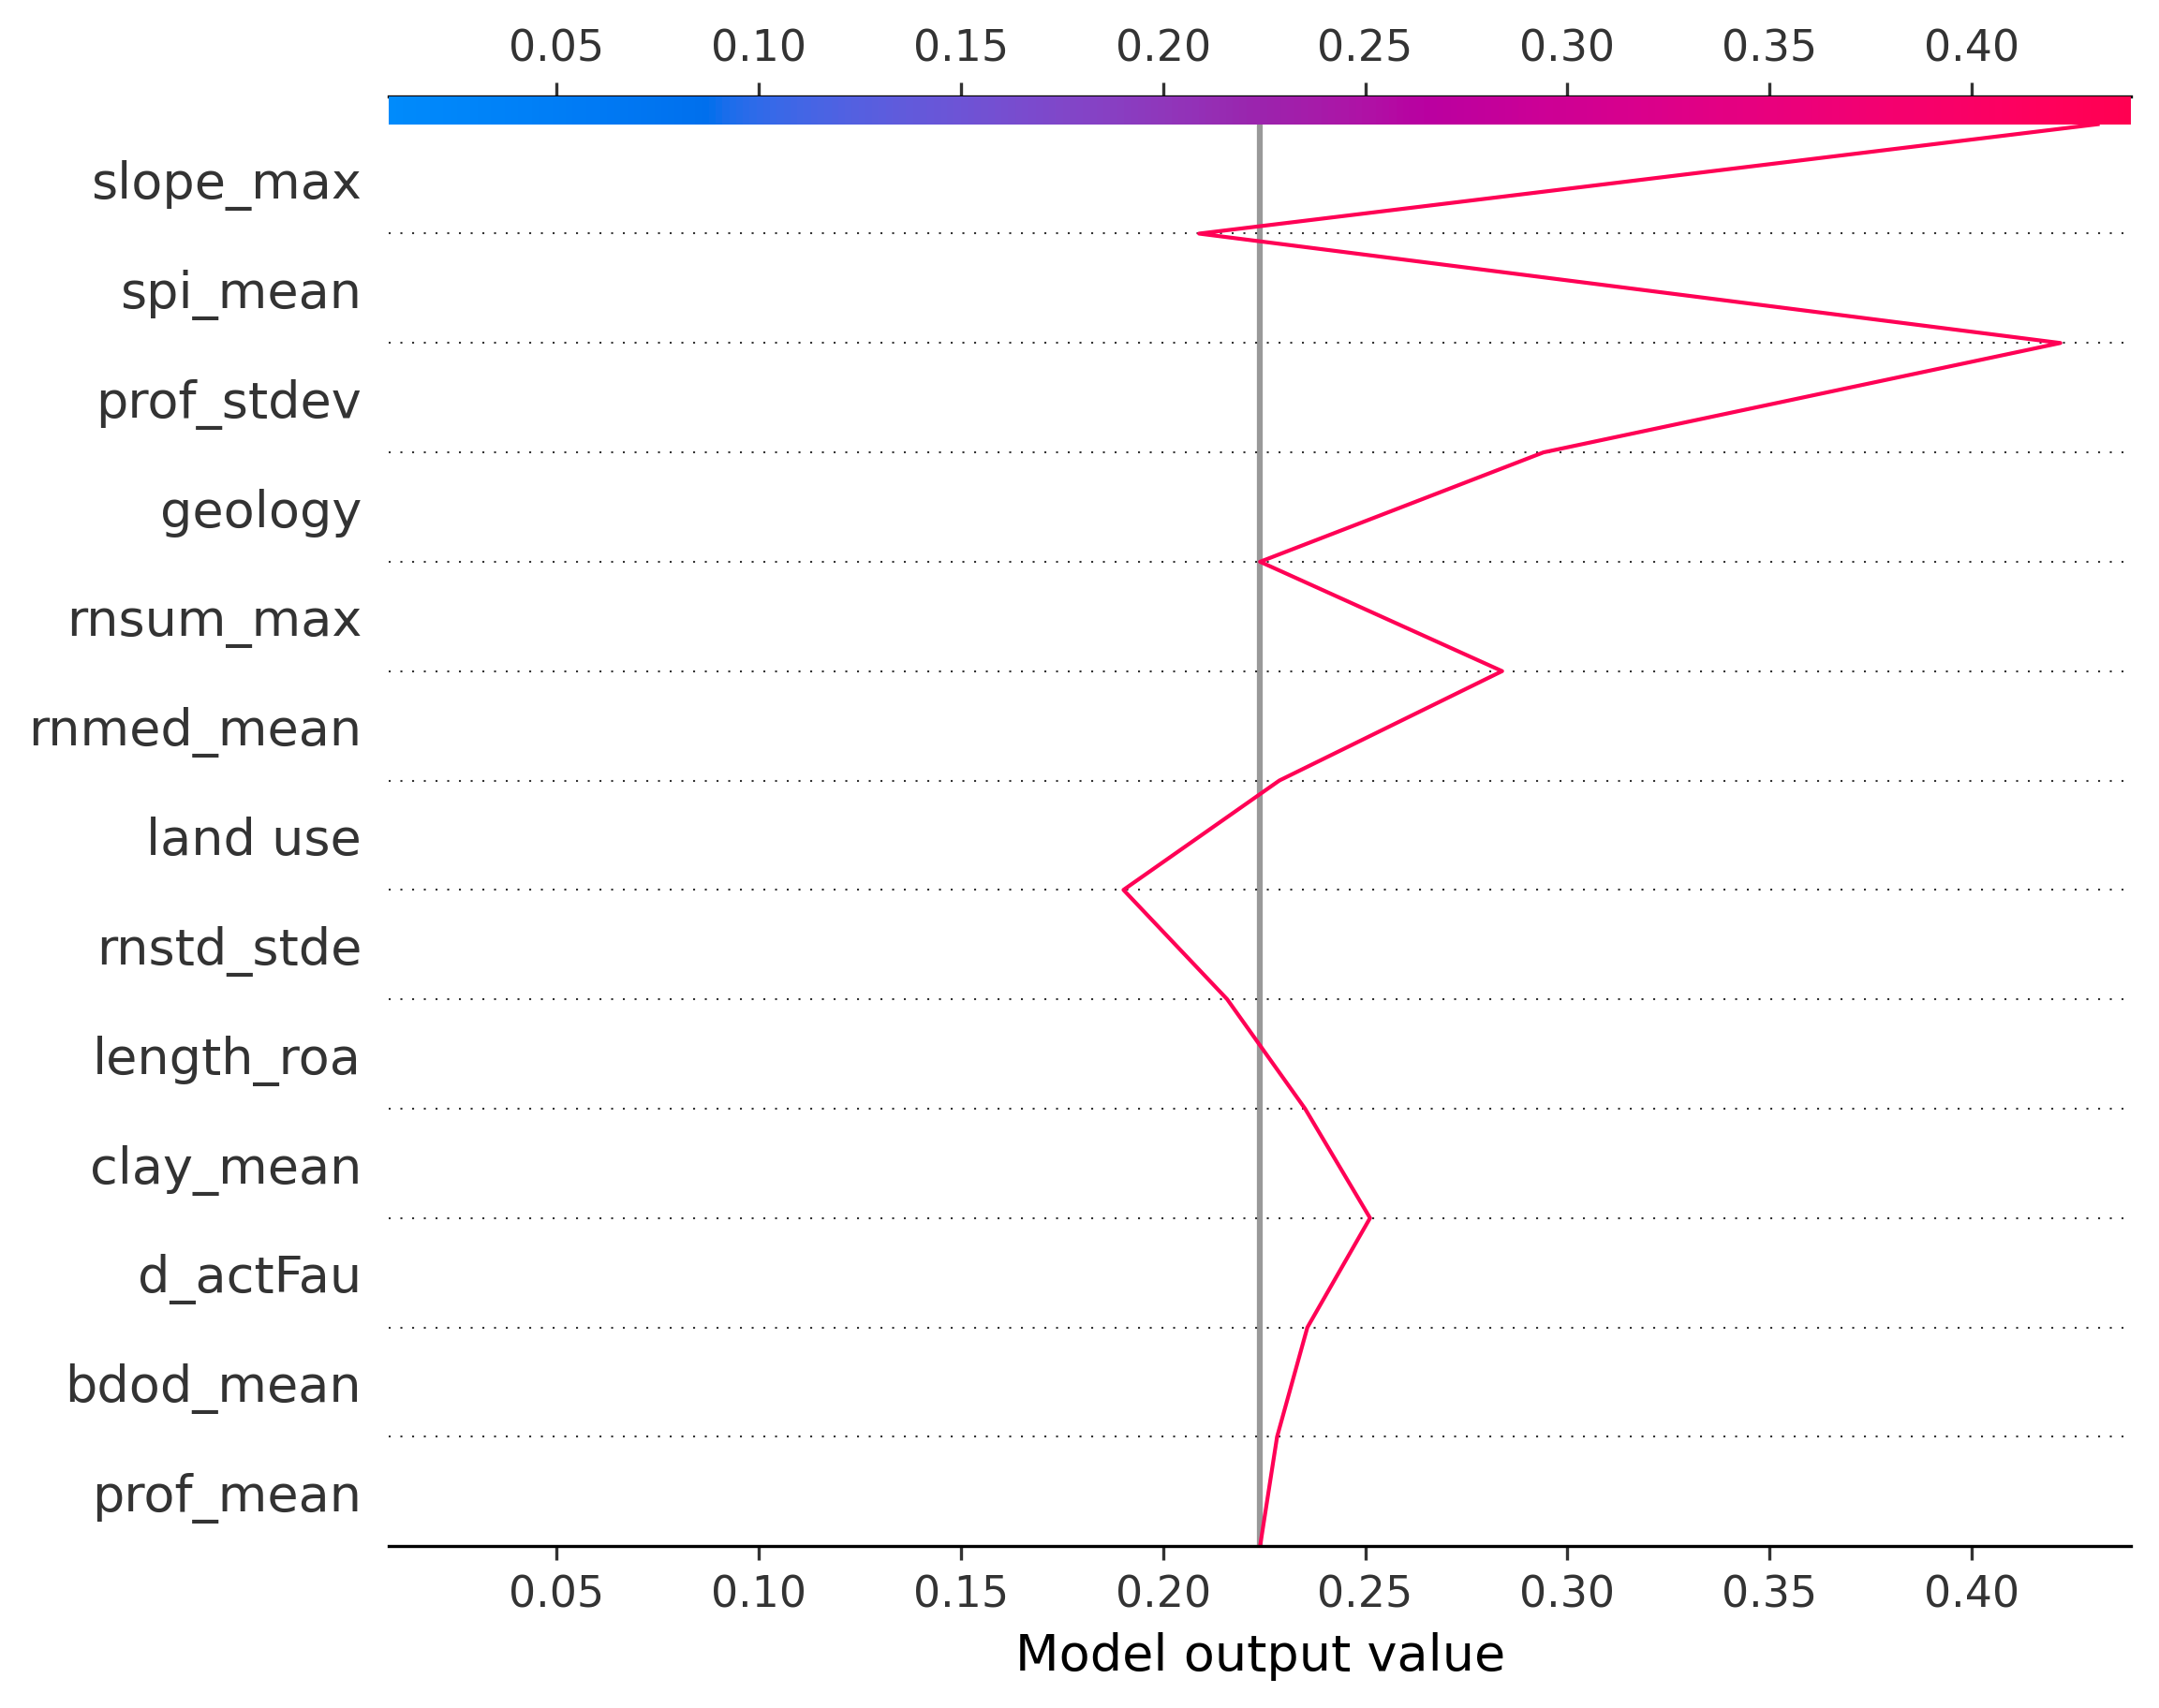 0.05 0.10 0.15 0.20 0.25 0.30 0.35 0.40
slope_max
spi_mean
prof_stdev
geology
rnsum_max
rnmed_mean
land use
rnstd_stde
length_roa
clay_mean
d_actFau
bdod_mean
prof_mean
0.05 0.10 0.15 0.20 0.25 0.30 0.35 0.40
Model output value